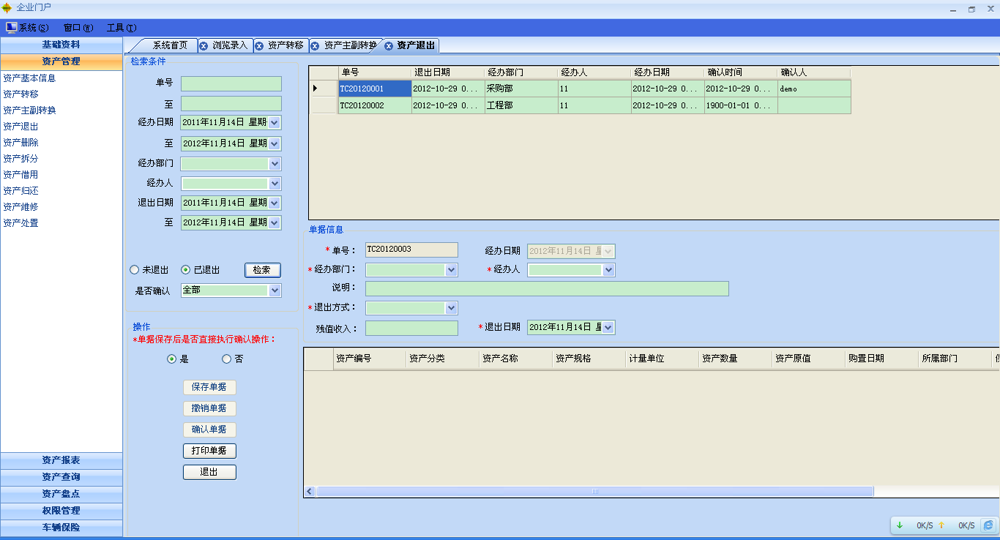 企业门户
系统(S) 窗口(W) 工具(T)
基础资料
资产管理
资产基本信息
资产转移
资产主副转换
资产退出
资产删除
资产拆分
资产借用
资产归还
资产维修
资产处置
资产报表
资产查询
资产盘点
权限管理
车辆保险
系统首页 浏览录入 资产转移 资产主副转换 资产退出
检索条件
单号
至
经办日期 2011年11月14日 星期
至 2012年11月14日 星期
经办部门
经办人
退出日期 2011年11月14日 星期
至 2012年11月14日 星期
未退出 已退出 检索
是否确认 全部
操作
*单据保存后是否直接执行确认操作：
是 否
保存单据
撤销单据
确认单据
打印单据
退出
单号 退出日期 经办部门 经办人 经办日期 确认时间 确认人
TC20120001 2012-10-29 0... 采购部 11 2012-10-29 0... 2012-10-29 0... demo
TC20120002 2012-10-29 0... 工程部 11 2012-10-29 0... 1900-01-01 0...
单据信息
*单号： TC20120003 经办日期 2012年11月14日
*经办部门： *经办人
说明：
*退出方式：
残值收入： *退出日期 2012年11月14日
资产编号 资产分类 资产名称 资产规格 计量单位 资产数量 资产原值 购置日期 所属部门
0K/S 0K/S